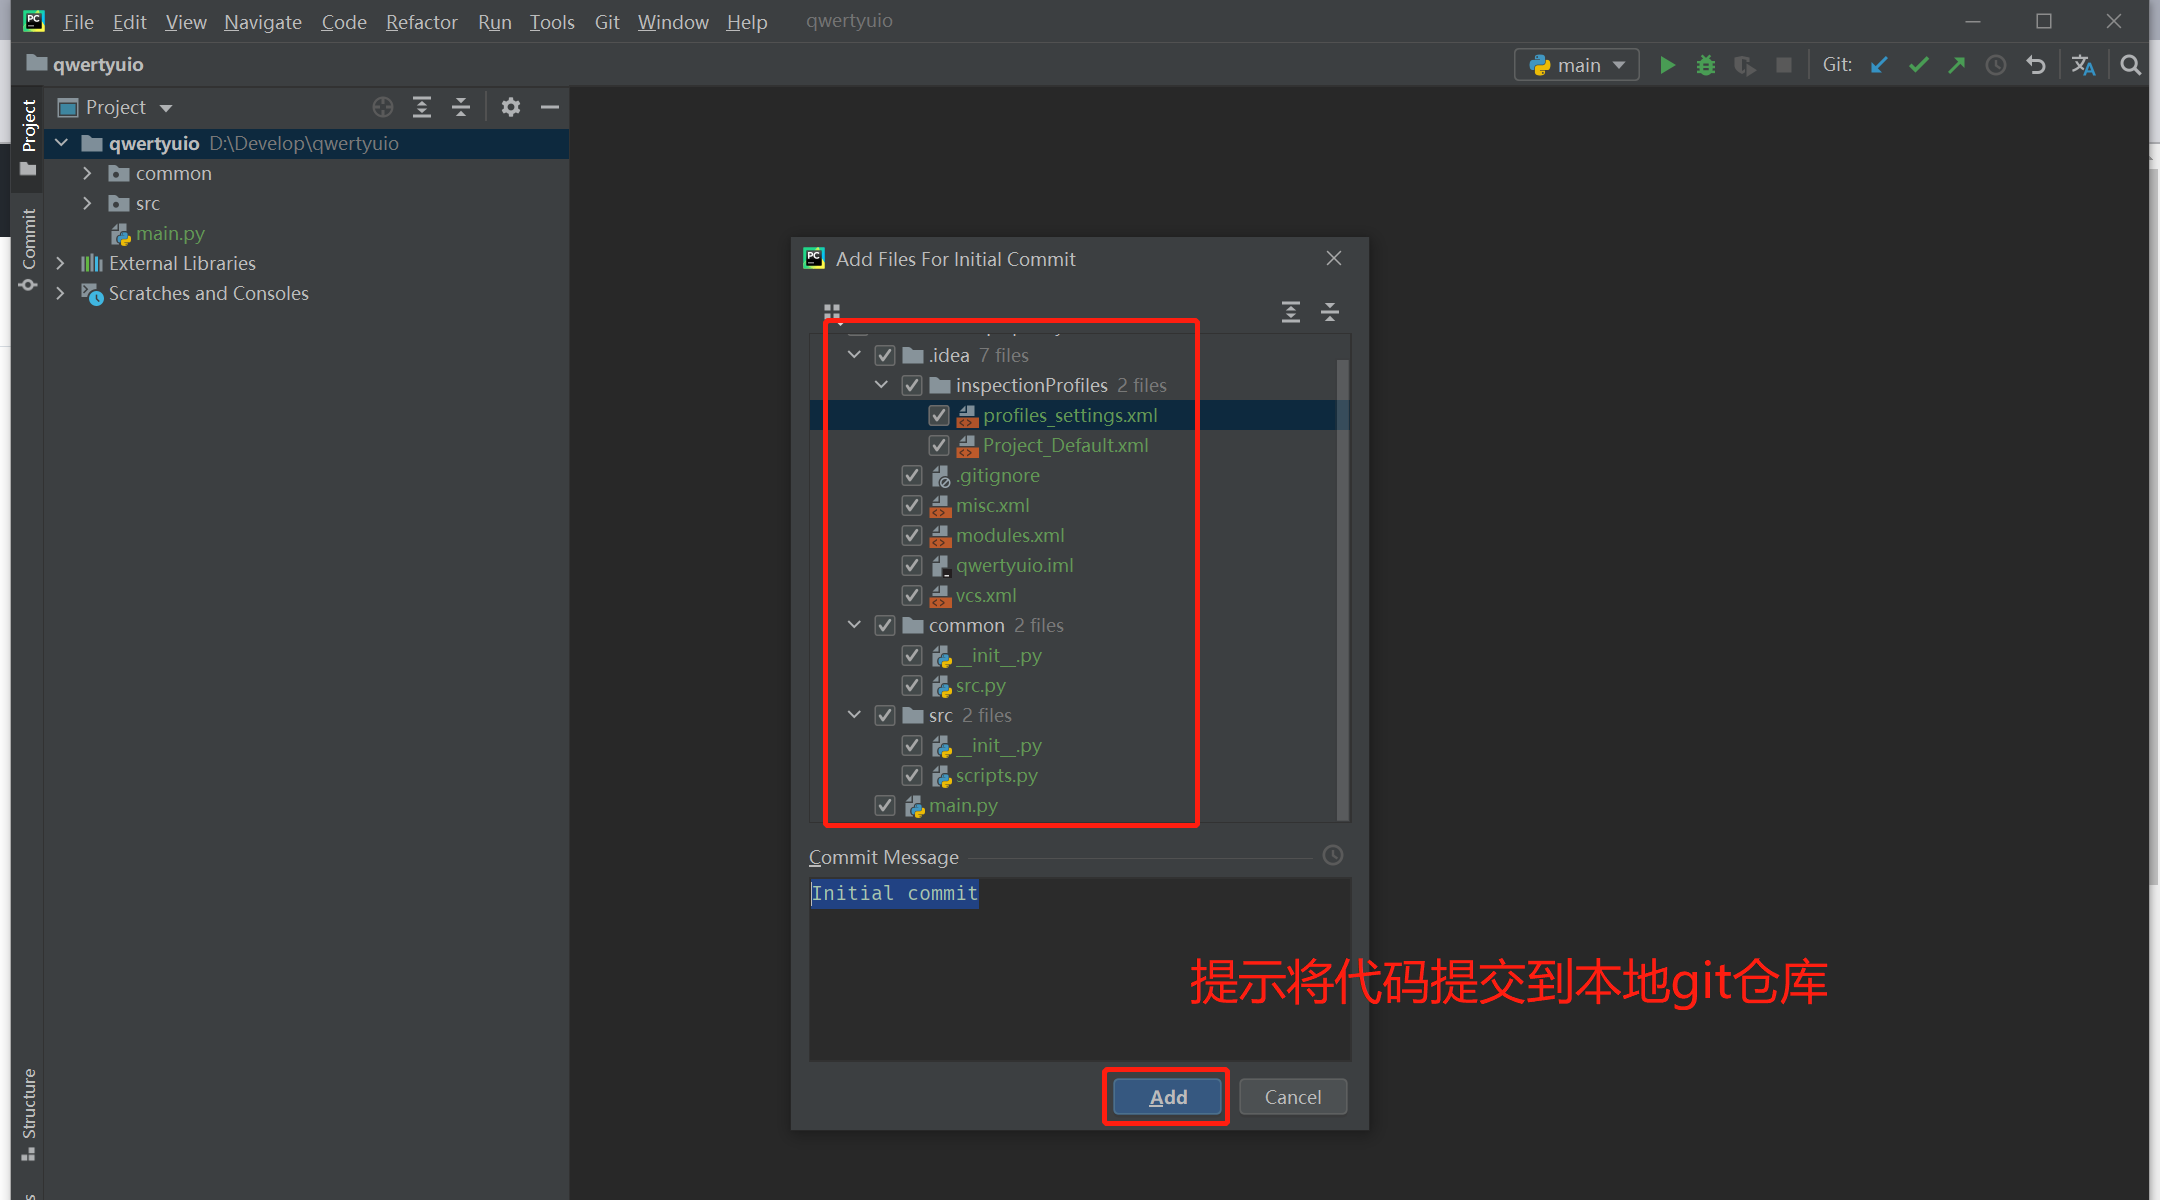 File Edit View Navigate Code Refactor Run Tools Git Window Help qwertyuio
qwertyuio
main
Git:
Project
qwertyuio D:\Develop\qwertyuio
common
src
main.py
External Libraries
Scratches and Consoles
Project
Commit
Structure
Add Files For Initial Commit
.idea 7 files
inspectionProfiles 2 files
profiles_settings.xml
Project_Default.xml
.gitignore
misc.xml
modules.xml
qwertyuio.iml
vcs.xml
common 2 files
__init__.py
src.py
src 2 files
__init__.py
scripts.py
main.py
Commit Message
Initial commit
提示将代码提交到本地git仓库
Add
Cancel